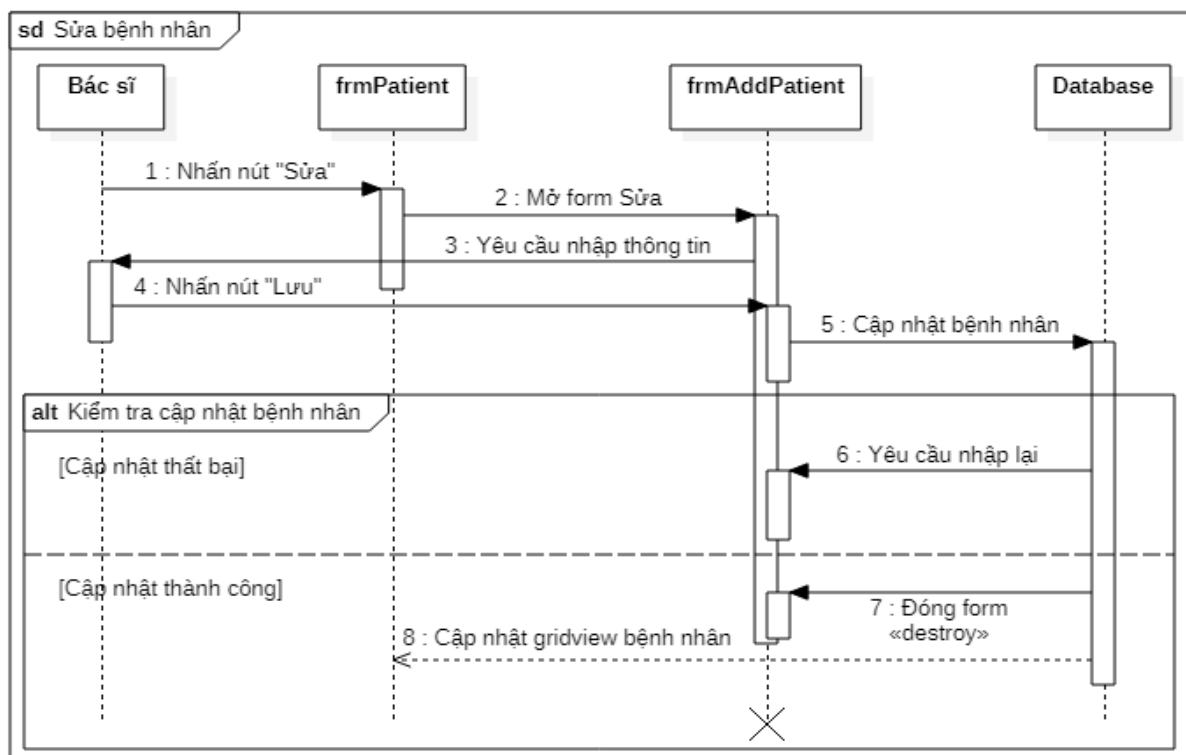 sd Sửa bệnh nhân
Bác sĩ
frmPatient
frmAddPatient
Database
1 : Nhấn nút "Sửa"
2 : Mở form Sửa
3 : Yêu cầu nhập thông tin
4 : Nhấn nút "Lưu"
5 : Cập nhật bệnh nhân
alt Kiểm tra cập nhật bệnh nhân
[Cập nhật thất bại]
6 : Yêu cầu nhập lại
[Cập nhật thành công]
7 : Đóng form
«destroy»
8 : Cập nhật gridview bệnh nhân